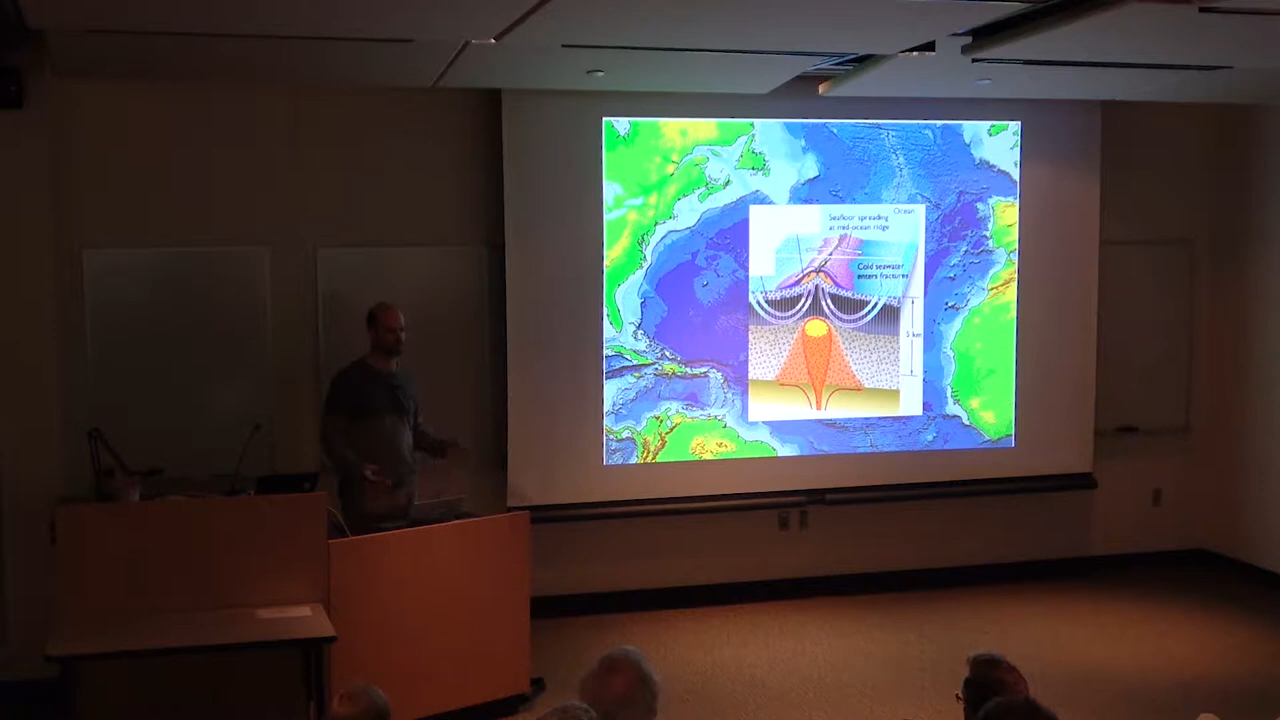 Ocean
Seafloor spreading
at mid-ocean ridge
Cold seawater
enters fractures
5 km